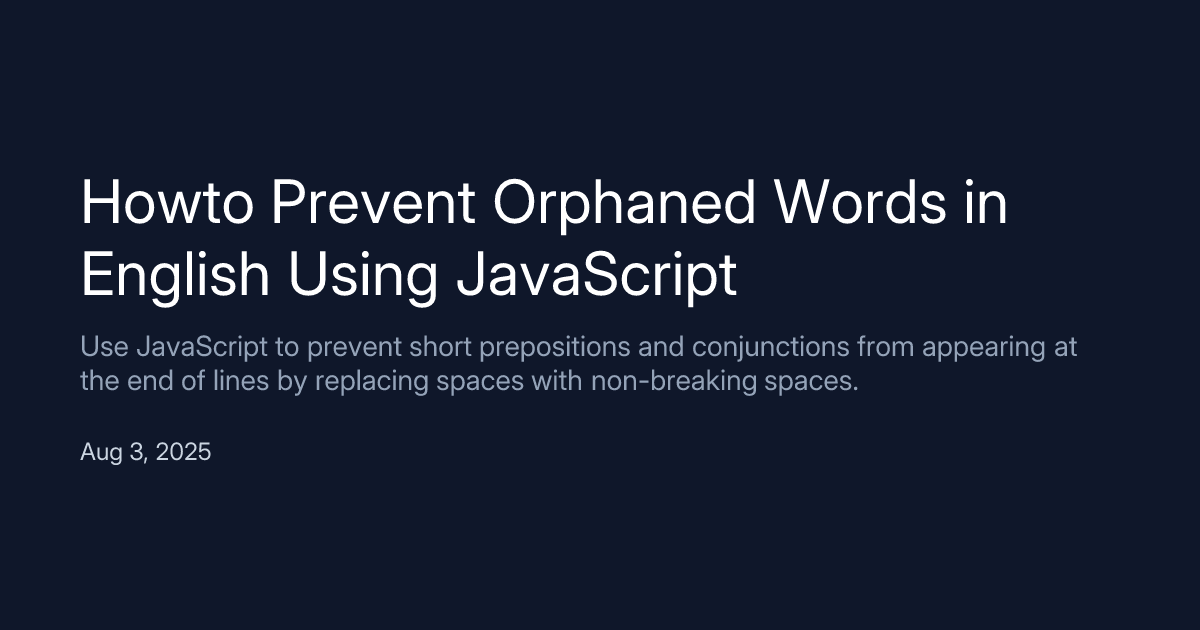 Howto Prevent Orphaned Words in
English Using JavaScript
Use JavaScript to prevent short prepositions and conjunctions from appearing at
the end of lines by replacing spaces with non-breaking spaces.
Aug 3, 2025